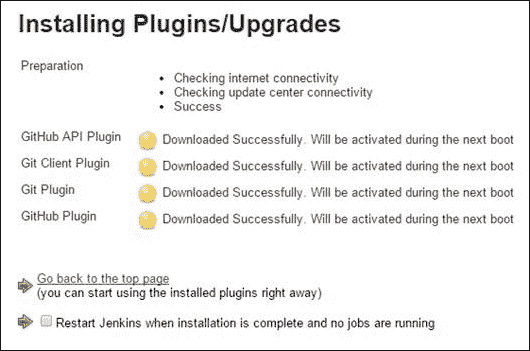 Installing Plugins/Upgrades
Preparation
Checking internet connectivity
Checking update center connectivity
Success
GitHub API Plugin Downloaded Successfully. Will be activated during the next boot
Git Client Plugin Downloaded Successfully. Will be activated during the next boot
Git Plugin Downloaded Successfully. Will be activated during the next boot
GitHub Plugin Downloaded Successfully. Will be activated during the next boot
Go back to the top page
(you can start using the installed plugins right away)
Restart Jenkins when installation is complete and no jobs are running